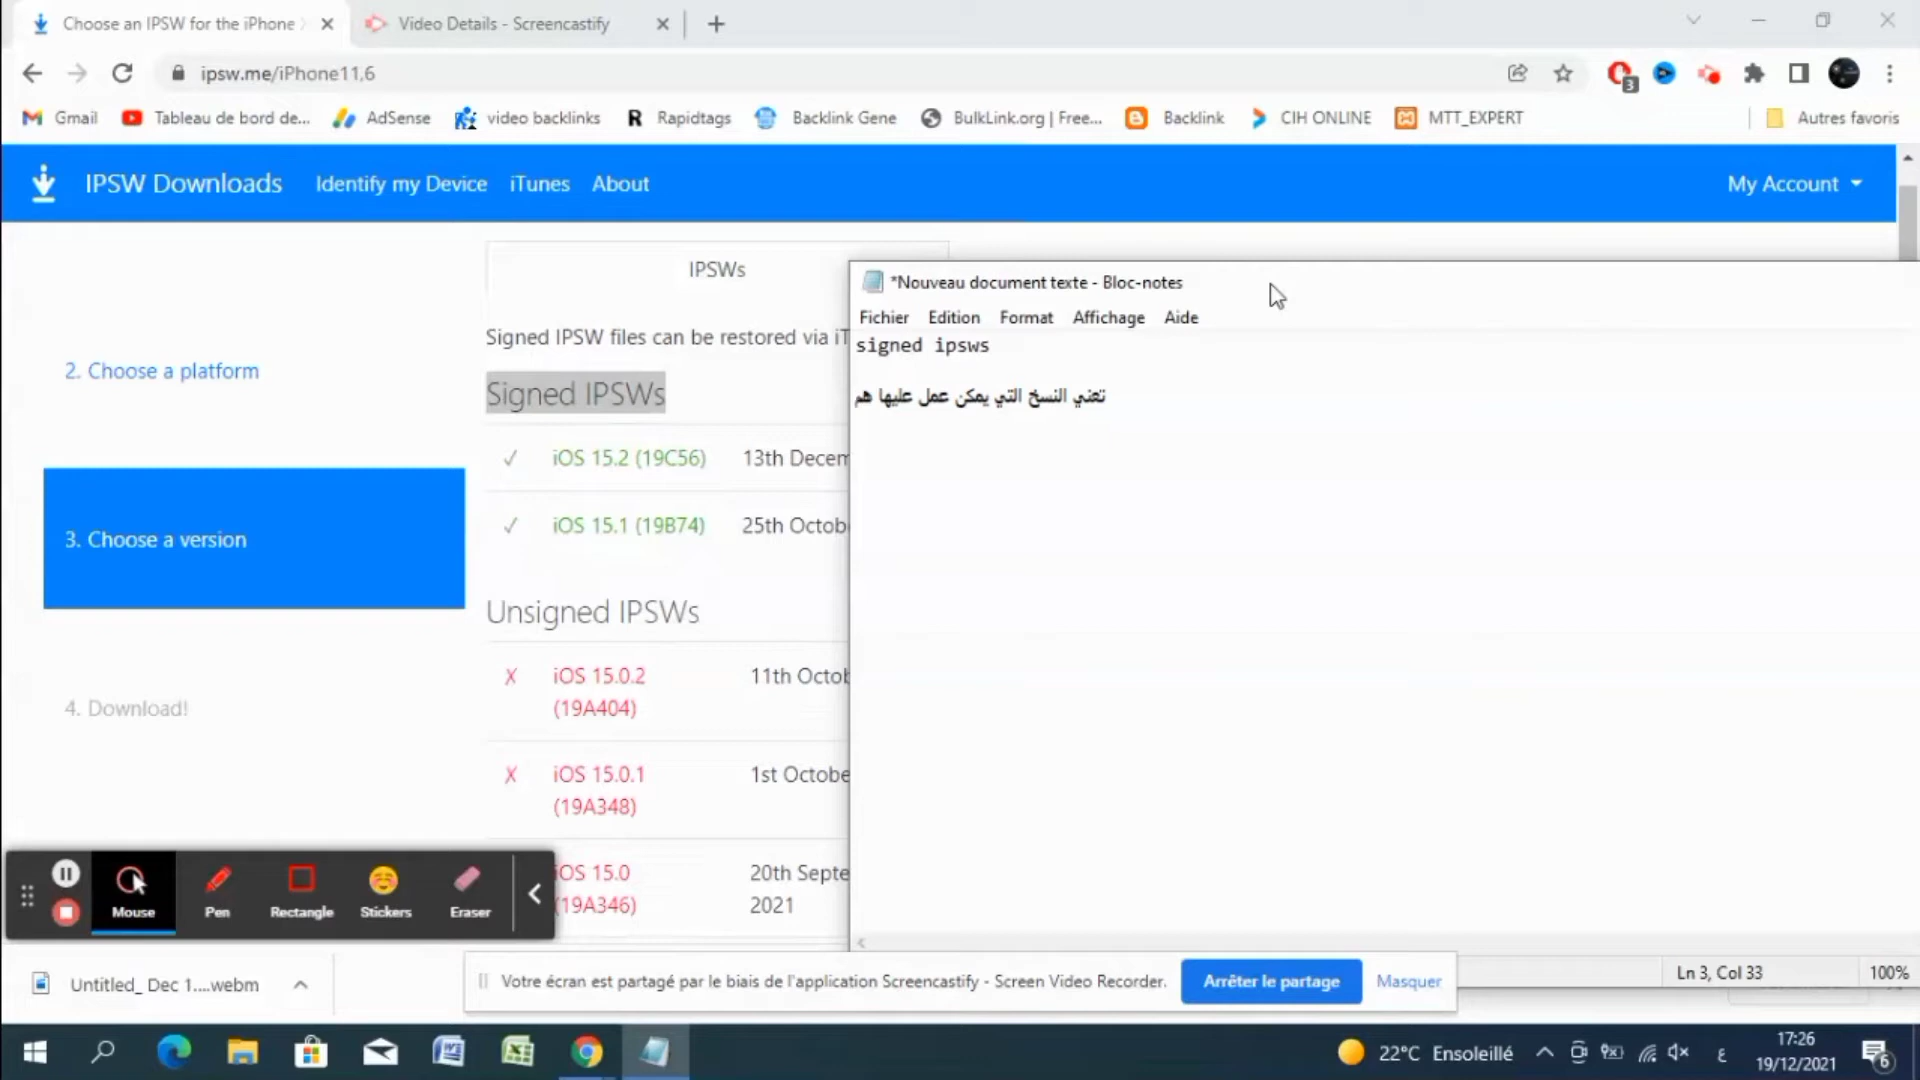 Choose an IPSW for the iPhone
Video Details - Screencastify
ipsw.me/iPhone11,6
3
Gmail
Tableau de bord de...
AdSense
video backlinks
R Rapidtags
Backlink Gene
BulkLink.org | Free...
Backlink
CIH ONLINE
MTT_EXPERT
Autres favoris
IPSW Downloads
Identify my Device
iTunes
About
My Account
IPSWs
*Nouveau document texte - Bloc-notes
Fichier Edition Format Affichage Aide
signed ipsws
تعني النسخ التي يمكن عمل عليها هم
Signed IPSW files can be restored via
2. Choose a platform
3. Choose a version
4. Download!
Signed IPSWs
iOS 15.2 (19C56) 13th
iOS 15.1 (19B74) 25th
Unsigned IPSWs
X iOS 15.0.2 11th
(19A404)
X iOS 15.0.1 1st
(19A348)
iOS 15.0 20th
(19A346) 2021
Mouse
Pen
Rectangle
Stickers
Eraser
Ln 3, Col 33
100%
Untitled_ Dec 1....webm
Votre écran est partagé par le biais de l'application Screencastify - Screen Video Recorder.
Arrêter le partage
Masquer
22°C Ensoleillé
ع
17:26
19/12/2021
6